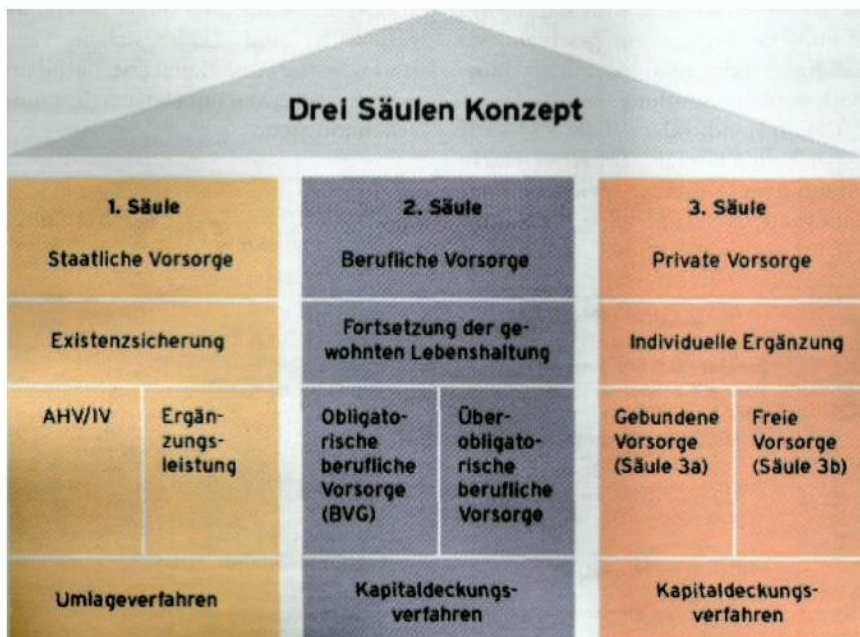 Drei Säulen Konzept
1. Säule
Staatliche Vorsorge
Existenzsicherung
AHV/IV
Ergän-
zungs-
leistung
Umlageverfahren
2. Säule
Berufliche Vorsorge
Fortsetzung der ge-
wohnten Lebenshaltung
Obligato-
rische
berufliche
Vorsorge
(BVG)
Über-
obligato-
rische
berufliche
Vorsorge
Kapitaldeckungs-
verfahren
3. Säule
Private Vorsorge
Individuelle Ergänzung
Gebundene
Vorsorge
(Säule 3a)
Freie
Vorsorge
(Säule 3b)
Kapitaldeckungs-
verfahren